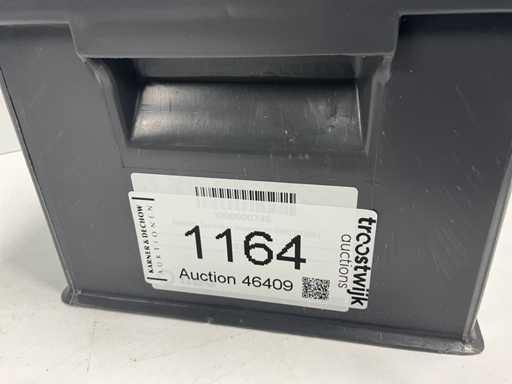 KARNER & DECHOW
AUKTIONEN
1164
Auction 46409
troostwijk
auctions